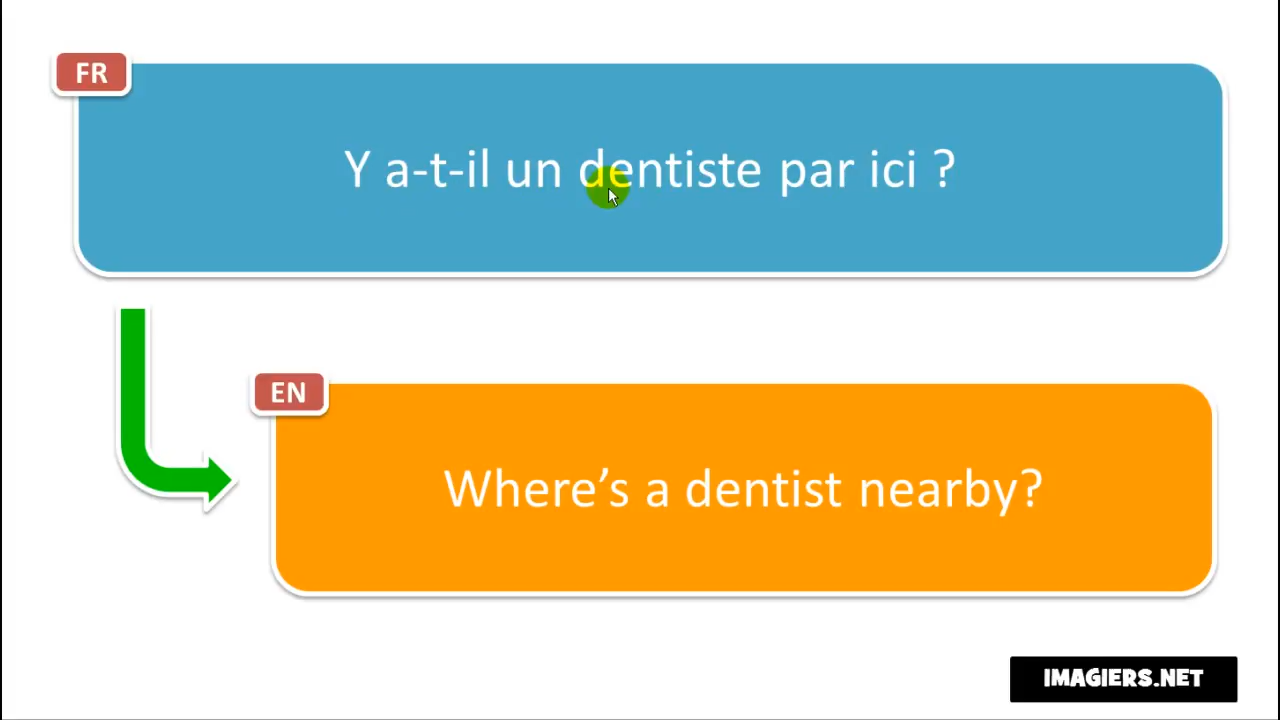 FR
Y a-t-il un dentiste par ici ?
EN
Where’s a dentist nearby?
IMAGIERS.NET